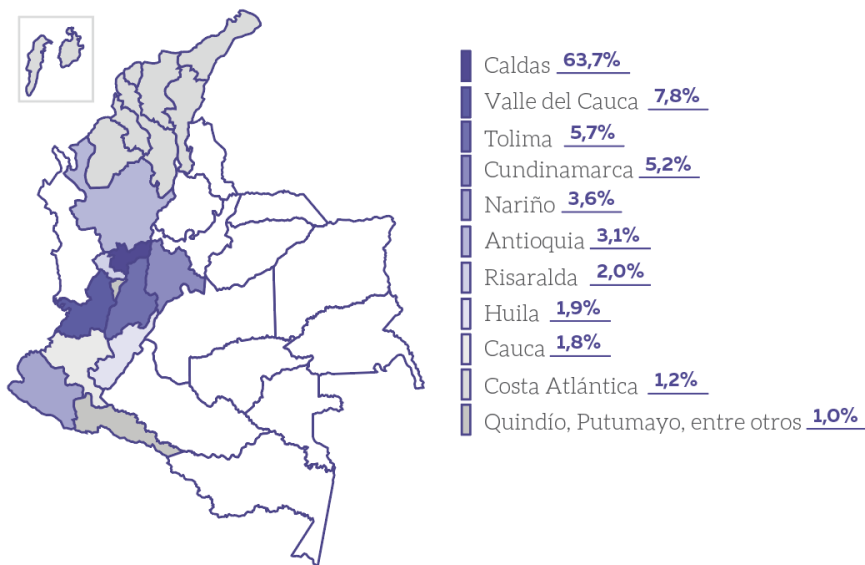 Caldas 63,7%
Valle del Cauca 7,8%
Tolima 5,7%
Cundinamarca 5,2%
Nariño 3,6%
Antioquia 3,1%
Risaralda 2,0%
Huila 1,9%
Cauca 1,8%
Costa Atlántica 1,2%
Quindío, Putumayo, entre otros 1,0%